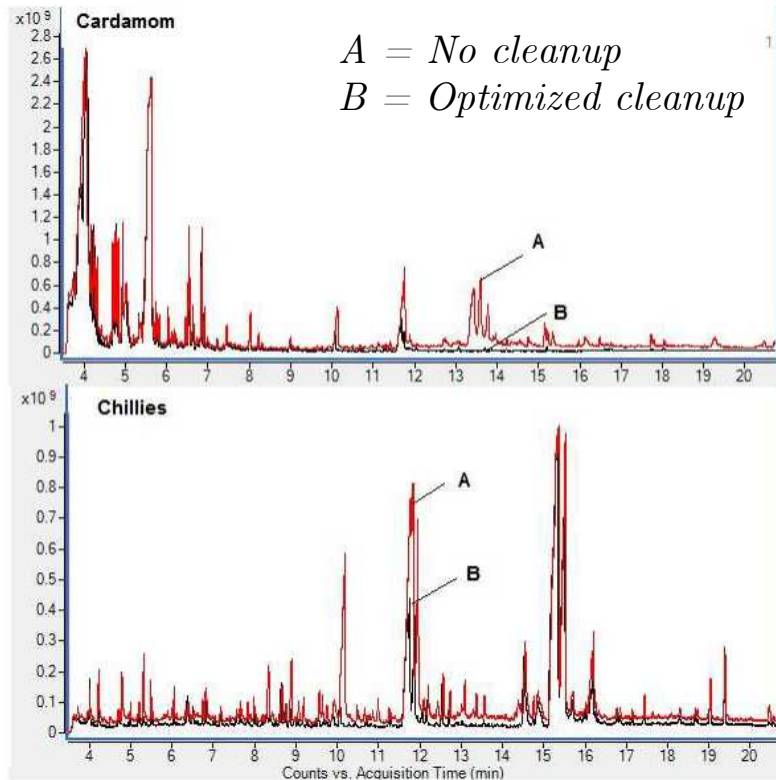 x10 9 Cardamom
A = No cleanup
B = Optimized cleanup
1
2.8
2.6
2.4
2.2
2
1.8
1.6
1.4
1.2
1
0.8
0.6
0.4
0.2
0
A
B
4 5 6 7 8 9 10 11 12 13 14 15 16 17 18 19 20
x10 9 Chillies
1
0.9
0.8
0.7
0.6
0.5
0.4
0.3
0.2
0.1
0
A
B
4 5 6 7 8 9 10 11 12 13 14 15 16 17 18 19 20
Counts vs. Acquisition Time (min)